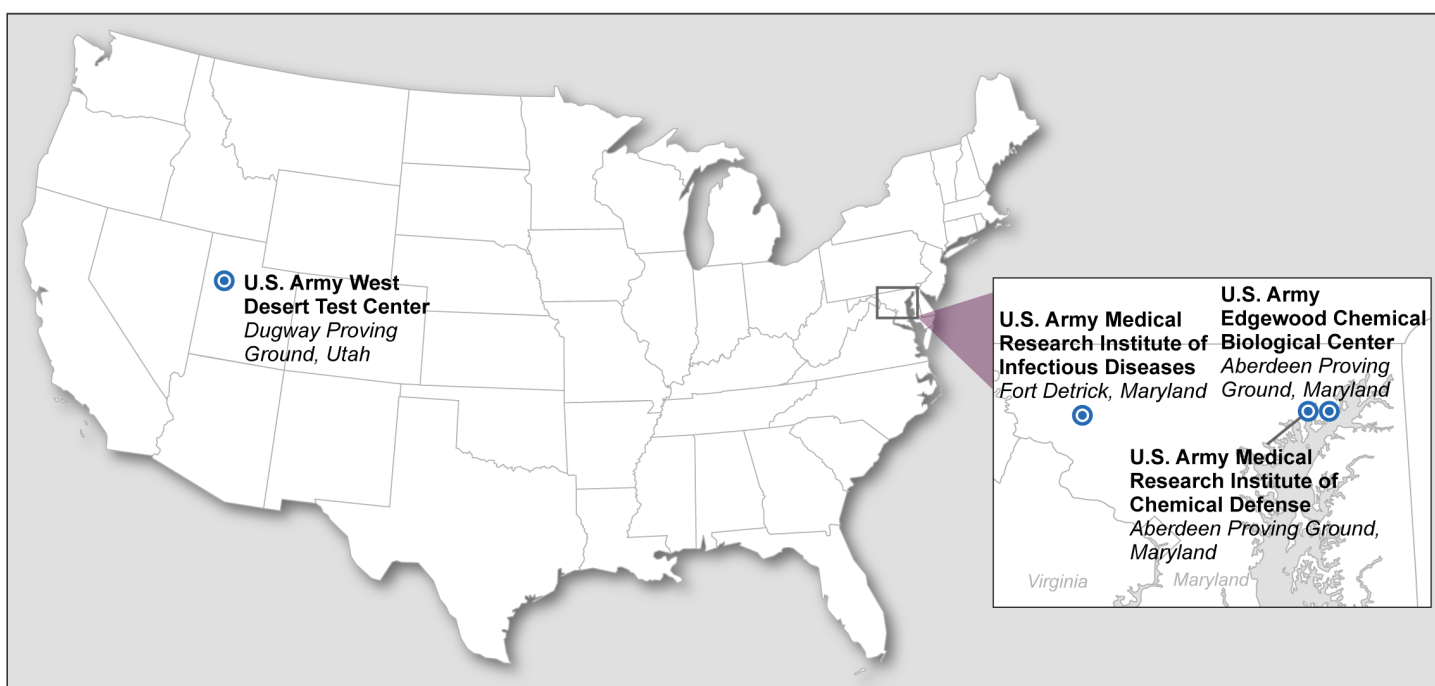 U.S. Army West
Desert Test Center
Dugway Proving
Ground, Utah
U.S. Army Medical
Research Institute of
Infectious Diseases
Fort Detrick, Maryland
U.S. Army
Edgewood Chemical
Biological Center
Aberdeen Proving
Ground, Maryland
U.S. Army Medical
Research Institute of
Chemical Defense
Aberdeen Proving Ground,
Maryland
Virginia
Maryland